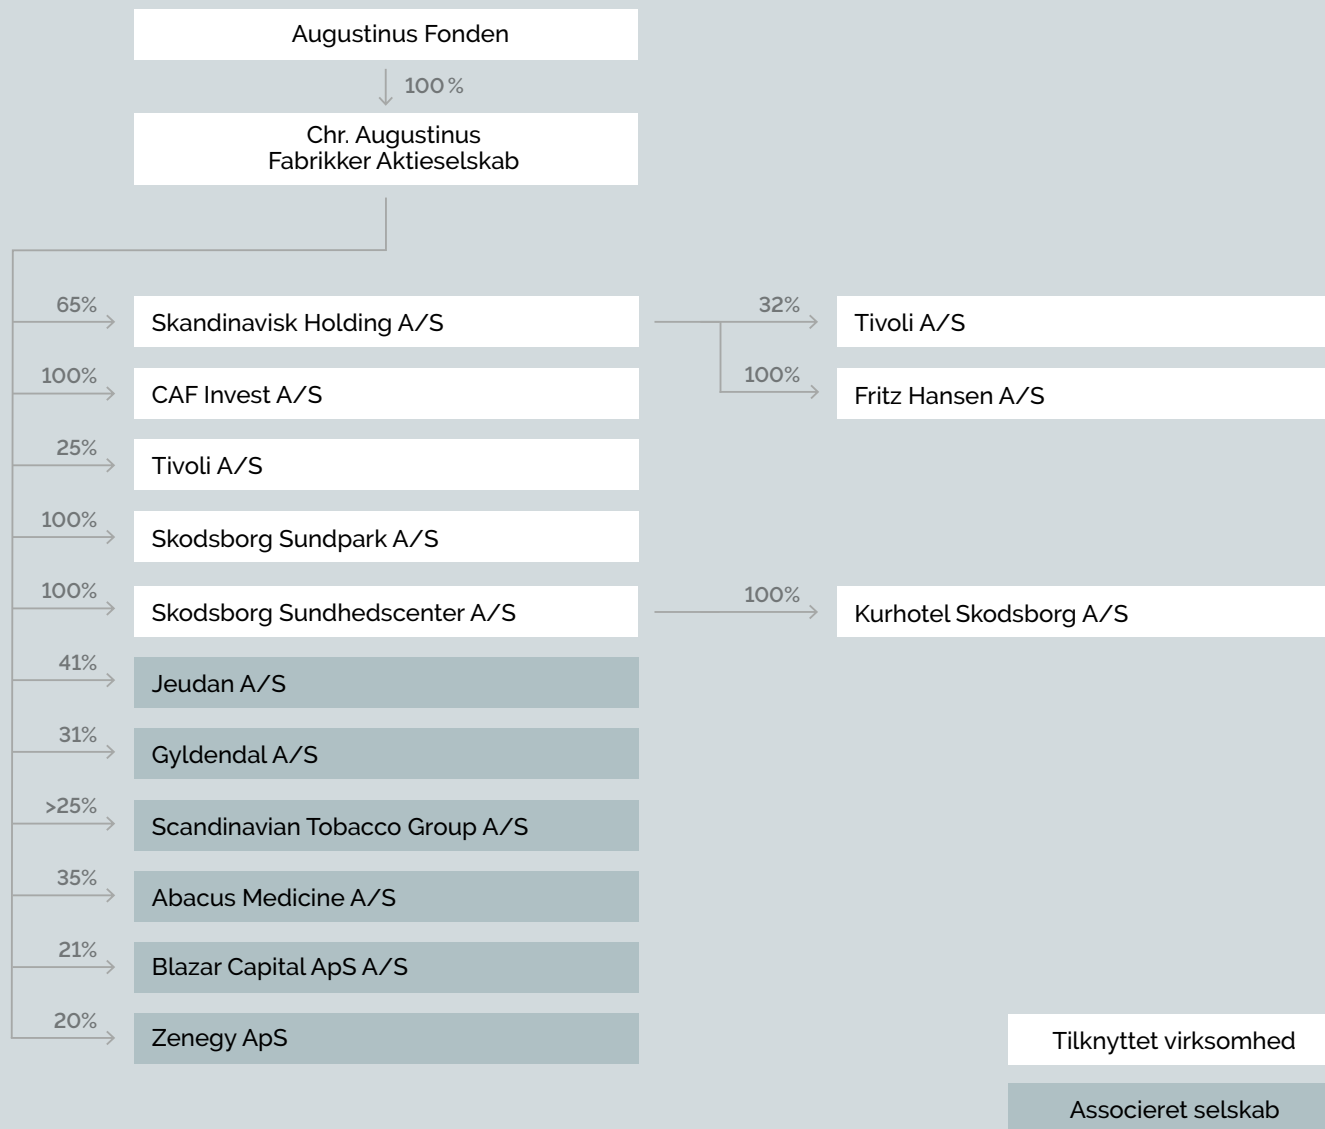 Augustinus Fonden
100 %
Chr. Augustinus
Fabrikker Aktieselskab
65%
Skandinavisk Holding A/S
32%
Tivoli A/S
100%
Fritz Hansen A/S
100%
CAF Invest A/S
25%
Tivoli A/S
100%
Skodsborg Sundpark A/S
100%
Skodsborg Sundhedscenter A/S
100%
Kurhotel Skodsborg A/S
41%
Jeudan A/S
31%
Gyldendal A/S
>25%
Scandinavian Tobacco Group A/S
35%
Abacus Medicine A/S
21%
Blazar Capital ApS A/S
20%
Zenegy ApS
Tilknyttet virksomhed
Associeret selskab